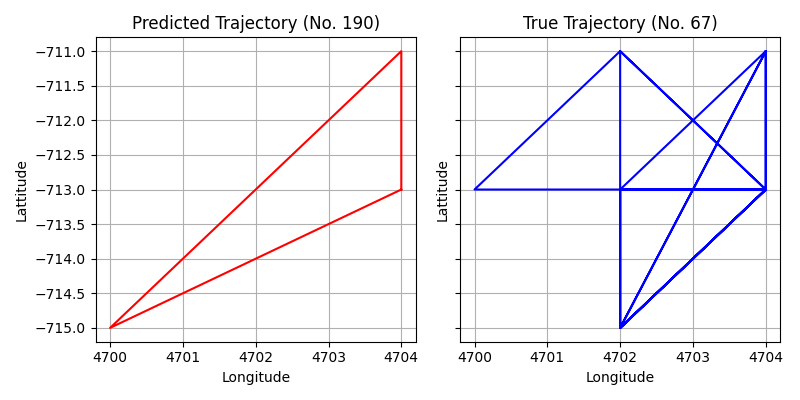 Predicted Trajectory (No. 190)
True Trajectory (No. 67)
−711.0
−711.5
−712.0
−712.5
−713.0
−713.5
−714.0
−714.5
−715.0
Lattitude
Lattitude
4700 4701 4702 4703 4704
4700 4701 4702 4703 4704
Longitude
Longitude